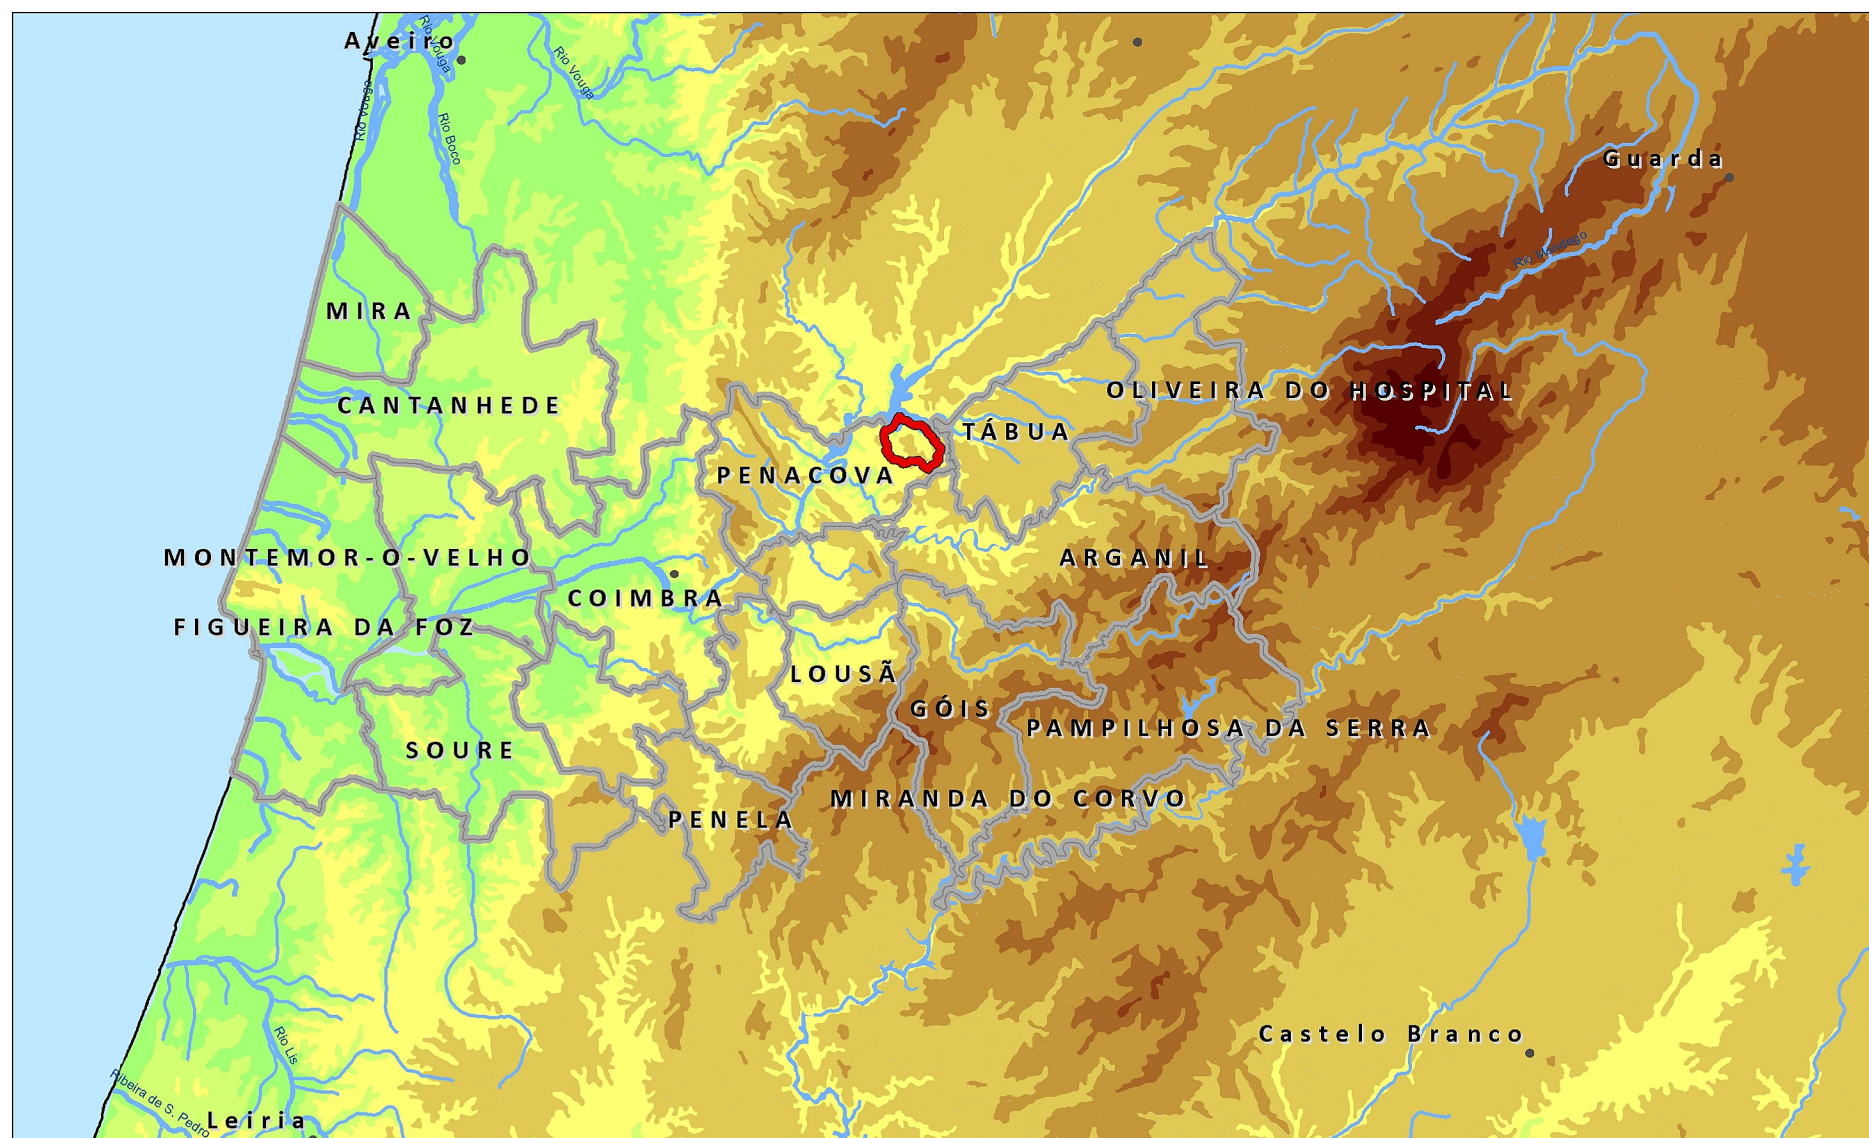 Aveiro
Rio Vouga
Rio Vouga
Rio Vouga
Rio Boco
Guarda
Rio Mondego
MIRA
OLIVEIRA DO HOSPITAL
CANTANHEDE
TÁBUA
PENACOVA
MONTEMOR-O-VELHO
ARGANIL
COIMBRA
FIGUEIRA DA FOZ
LOUSÃ
GÓIS
PAMPILHOSA DA SERRA
SOURE
MIRANDA DO CORVO
PENELA
Castelo Branco
Rio Lis
Ribeira de S. Pedro
Leiria